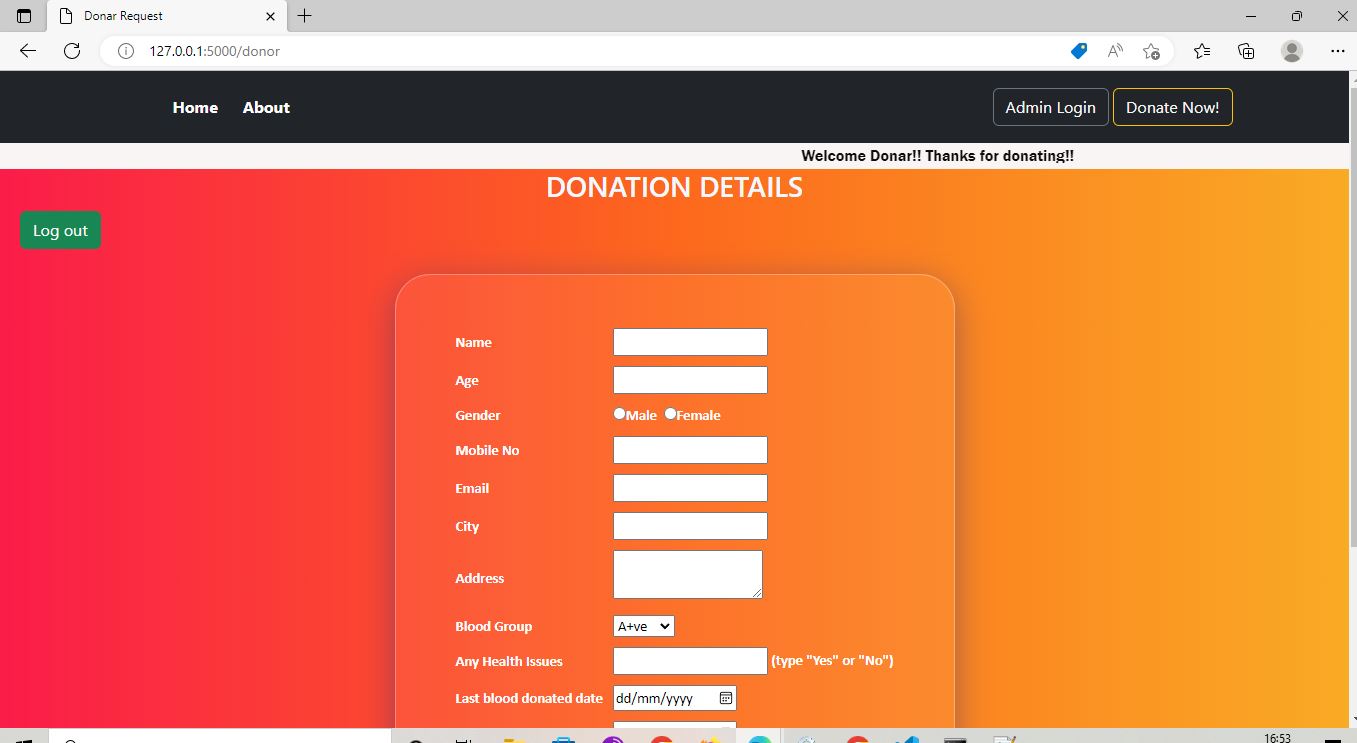 Donar Request
127.0.0.1:5000/donor
Home About Admin Login Donate Now!
Welcome Donar!! Thanks for donating!!
DONATION DETAILS
Log out
Name
Age
Gender Male Female
Mobile No
Email
City
Address
Blood Group A+ve
Any Health Issues (type "Yes" or "No")
Last blood donated date dd/mm/yyyy
16:53